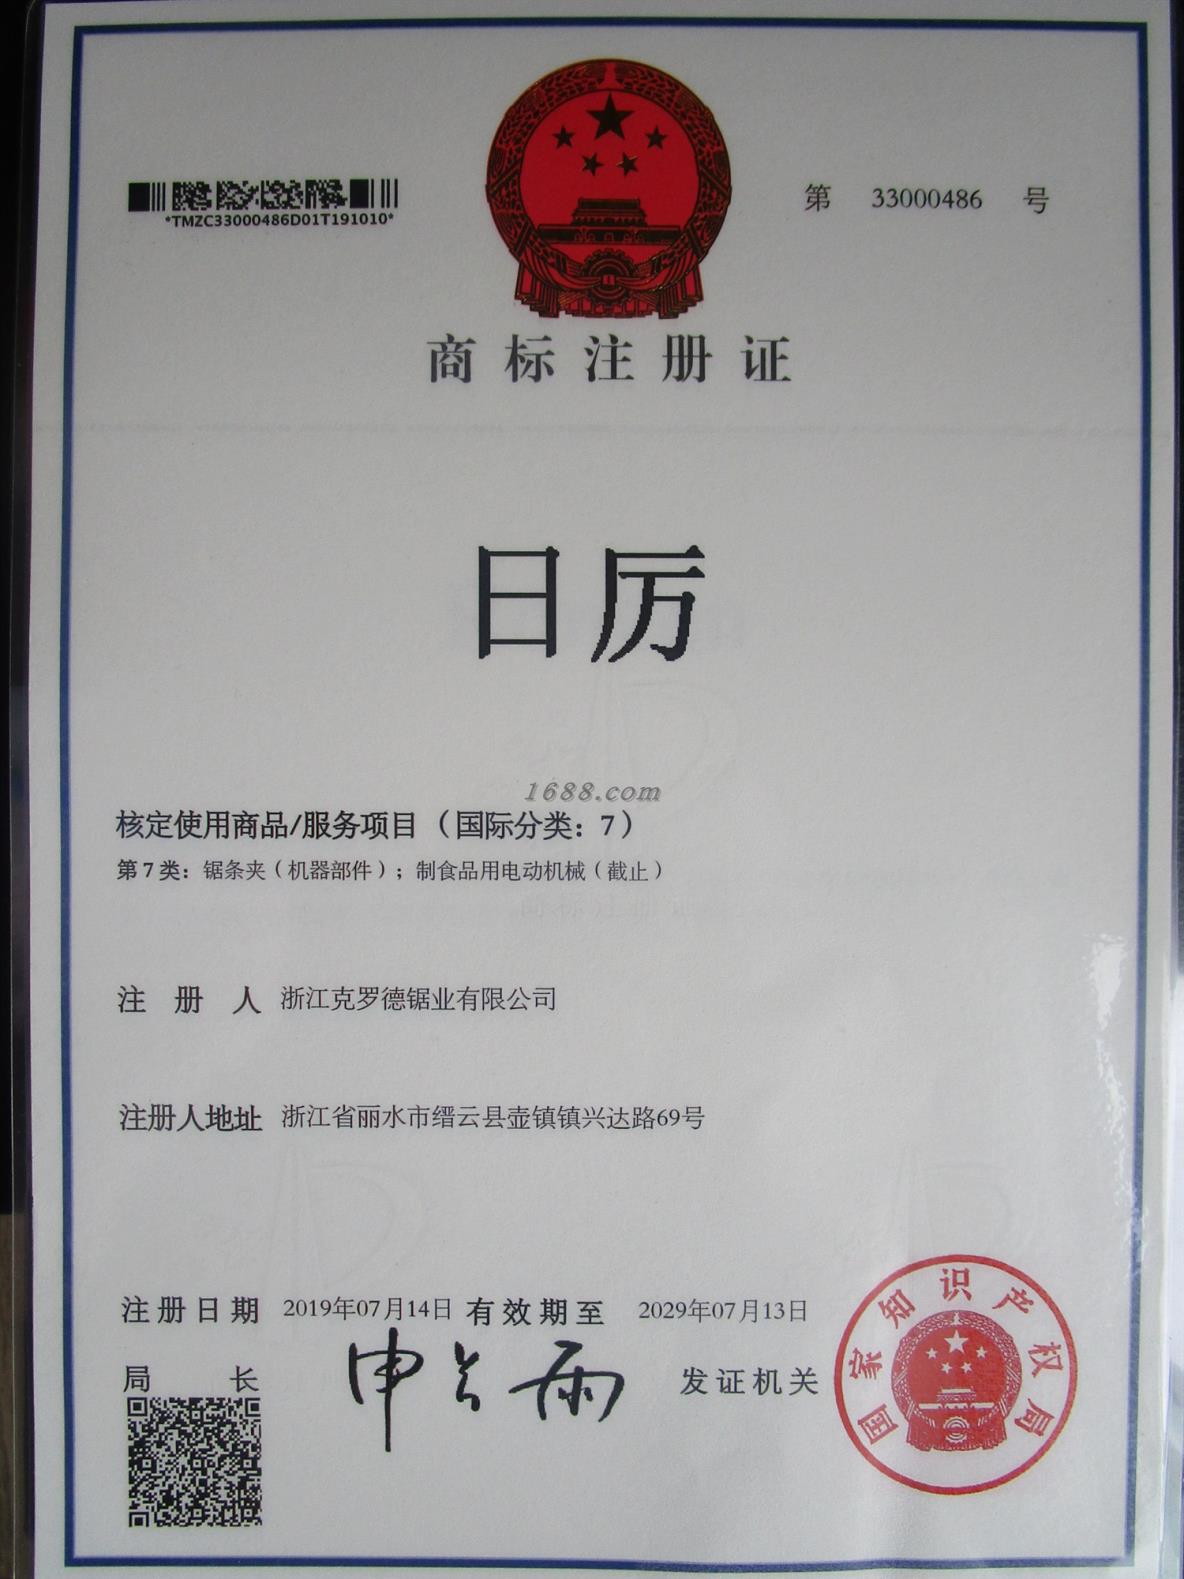 *TMZC33000486D01T191010*
第 33000486 号
商标注册证
日厉
1688.com
核定使用商品/服务项目（国际分类：7）
第7类：锯条夹（机器部件）；制食品用电动机械（截止）
注册人 浙江克罗德锯业有限公司
注册人地址 浙江省丽水市缙云县壶镇镇兴达路69号
注册日期 2019年07月14日 有效期至 2029年07月13日
局长 申长雨 发证机关
国家知识产权局